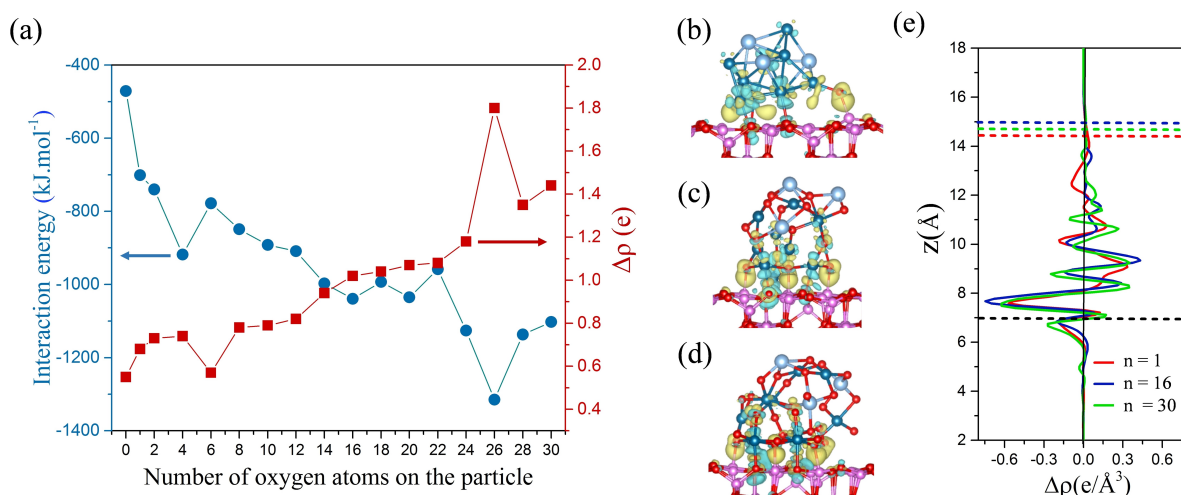 (a)
Interaction energy (kJ.mol⁻¹)
-400
-600
-800
-1000
-1200
-1400
0 2 4 6 8 10 12 14 16 18 20 22 24 26 28 30
Number of oxygen atoms on the particle
2.0
1.8
1.6
1.4
1.2
1.0
0.8
0.6
0.4
Δρ (e)
(b)
(c)
(d)
(e)
z(Å)
18
16
14
12
10
8
6
4
2
n = 1
n = 16
n = 30
-0.6 -0.3 0.0 0.3 0.6
Δρ(e/Å³)